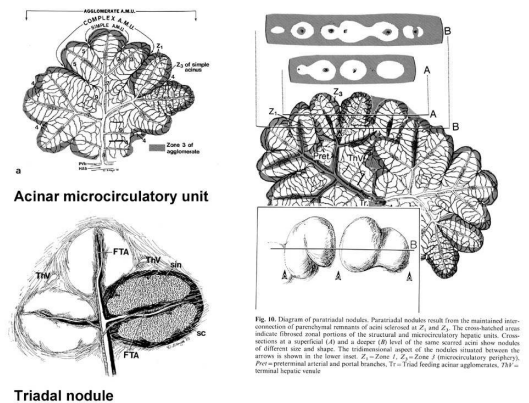 AGGLOMERATE A.M.U.
COMPLEX A.M.U.
SIMPLE A.M.U.
Z₁
Z₃ of simple
acinus
5
4
4
4
Zone 3 of
agglomerate
a
Acinar microcirculatory unit
FTA
ThV
ThV
sin
SC
FTA
Triadal nodule
B
A
Z₃
A
Z₁
B
Pret
ThV
Tr.
B
A
A
A
Fig. 10. Diagram of paratriadal nodules. Paratriadal nodules result from the maintained inter-
connection of parenchymal remnants of acini sclerosed at Z₁ and Z₃. The cross-hatched areas
indicate fibrosed zonal portions of the structural and microcirculatory hepatic units. Cross-
sections at a superficial (A) and a deeper (B) level of the same scarred acini show nodules
of different size and shape. The tridimensional aspect of the nodules situated between the
arrows is shown in the lower inset. Z₁=Zone 1, Z₃=Zone 3 (microcirculatory periphery),
Pret=preterminal arterial and portal branches, Tr=Triad feeding acinar agglomerates, ThV=
terminal hepatic venule